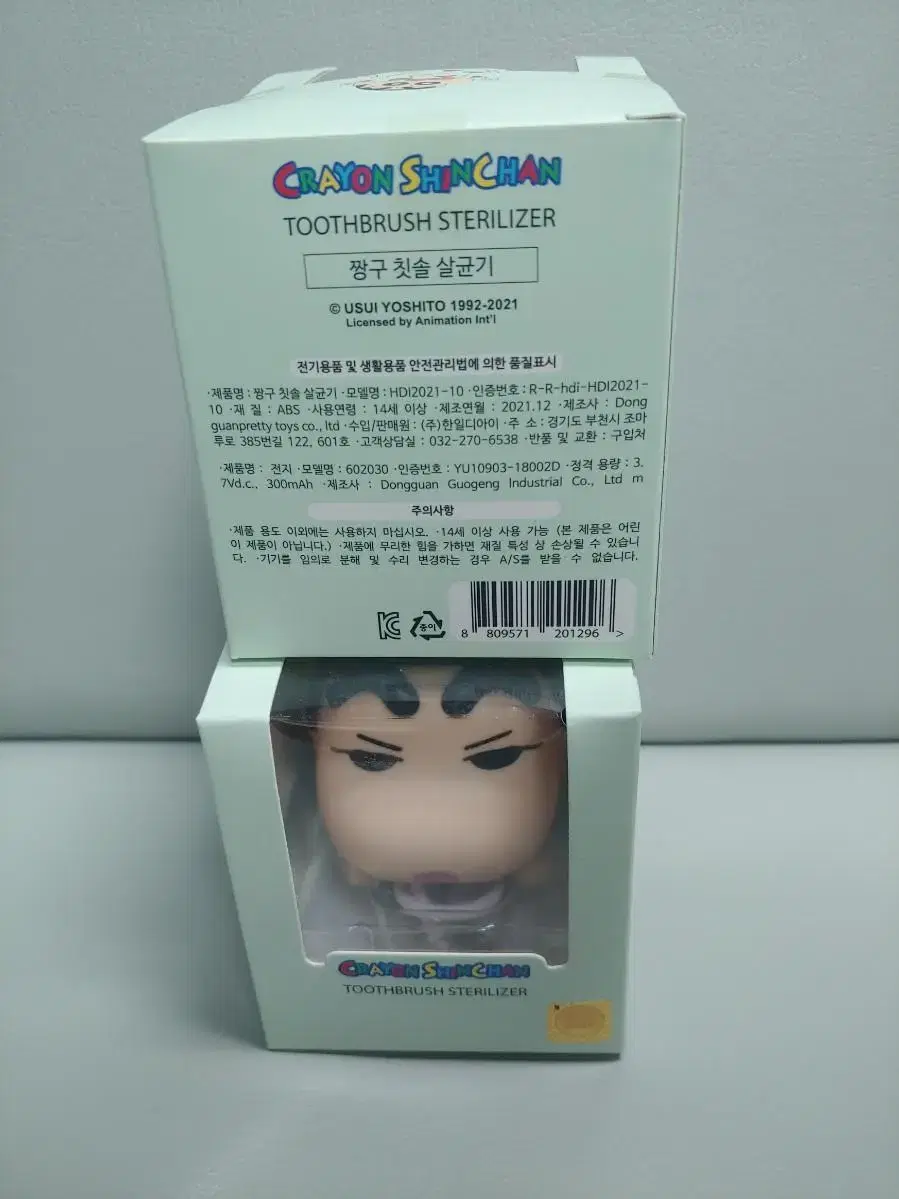 CRAYON SHINCHAN
TOOTHBRUSH STERILIZER
짱구 칫솔 살균기
© USUI YOSHITO 1992-2021
Licensed by Animation Int'l
전기용품 및 생활용품 안전관리법에 의한 품질표시
·제품명 : 짱구 칫솔 살균기 ·모델명 : HDI2021-10 ·인증번호 : R-R-hdi-HDI2021-
10 ·재 질 : ABS ·사용연령 : 14세 이상 ·제조연월 : 2021.12 ·제조사 : Dong
guanpretty toys co., ltd ·수입/판매원 : (주)한일디아이 ·주 소 : 경기도 부천시 조마
루로 385번길 122, 601호 ·고객상담실 : 032-270-6538 ·반품 및 교환 : 구입처
·제품명 : 전지 ·모델명 : 602030 ·인증번호 : YU10903-18002D ·정격 용량 : 3.
7Vd.c., 300mAh ·제조사 : Dongguan Guogeng Industrial Co., Ltd m
주의사항
·제품 용도 이외에는 사용하지 마십시오. ·14세 이상 사용 가능 (본 제품은 어린
이 제품이 아닙니다.) ·제품에 무리한 힘을 가하면 재질 특성 상 손상될 수 있습니
다. ·기기를 임의로 분해 및 수리 변경하는 경우 A/S를 받을 수 없습니다.
종이
8 809571 201296 >
CRAYON SHINCHAN
TOOTHBRUSH STERILIZER